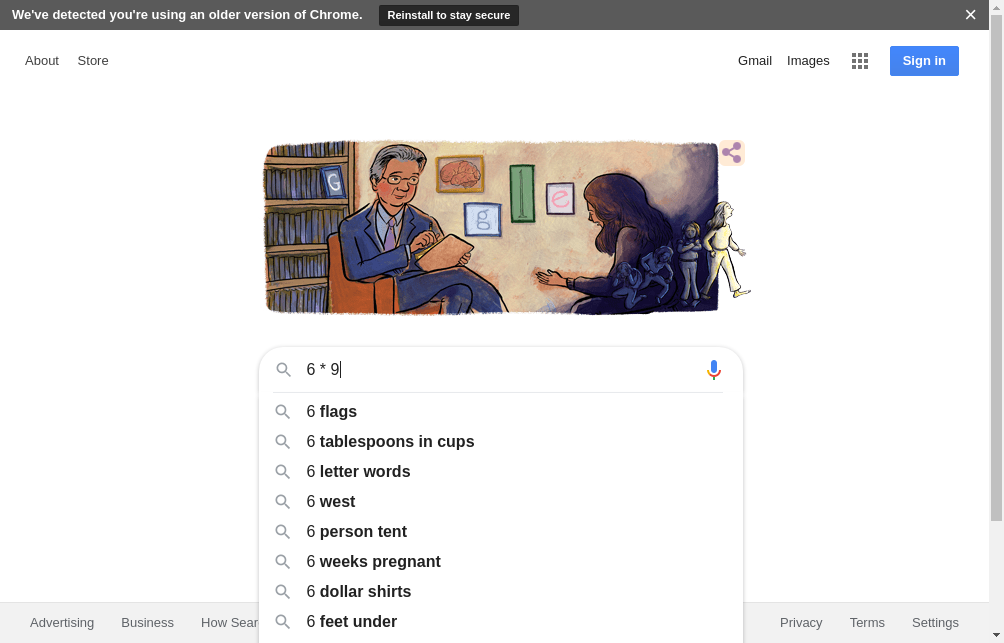 We've detected you're using an older version of Chrome. Reinstall to stay secure
About Store Gmail Images Sign in
G g l e
6 * 9
6 flags
6 tablespoons in cups
6 letter words
6 west
6 person tent
6 weeks pregnant
6 dollar shirts
6 feet under
Advertising Business How Sear Privacy Terms Settings